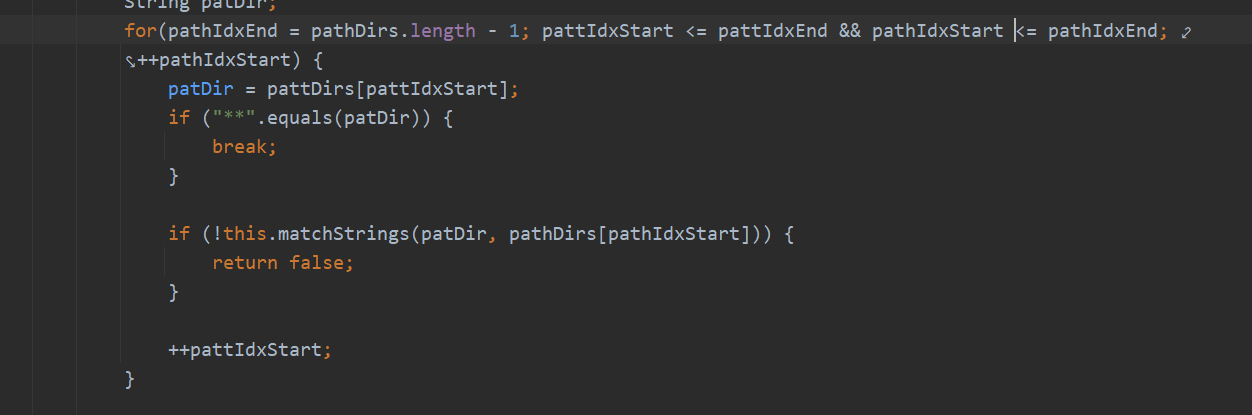 String patDir;
for(pathIdxEnd = pathDirs.length - 1; pattIdxStart <= pattIdxEnd && pathIdxStart <= pathIdxEnd;
++pathIdxStart) {
patDir = pattDirs[pattIdxStart];
if ("**".equals(patDir)) {
break;
}
if (!this.matchStrings(patDir, pathDirs[pathIdxStart])) {
return false;
}
++pattIdxStart;
}